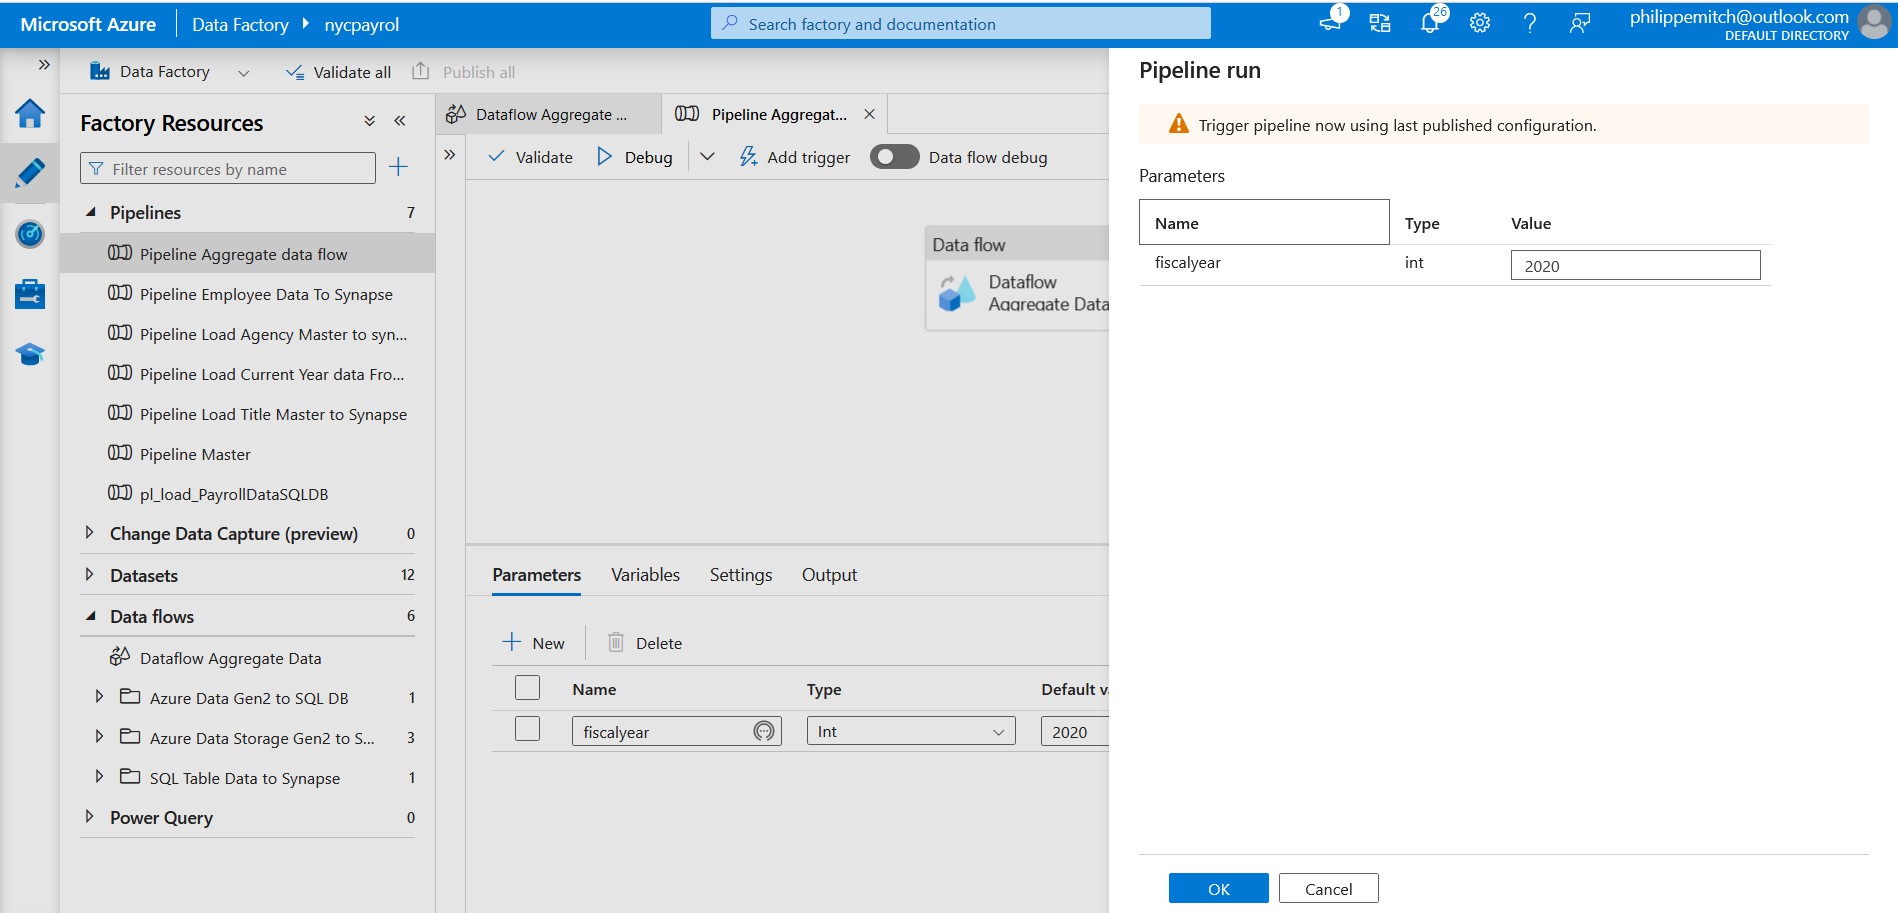 Microsoft Azure
Data Factory
nycpayrol
Search factory and documentation
1
26
philippemitch@outlook.com
DEFAULT DIRECTORY
Data Factory
Validate all
Publish all
Factory Resources
Filter resources by name
Pipelines 7
Pipeline Aggregate data flow
Pipeline Employee Data To Synapse
Pipeline Load Agency Master to syn...
Pipeline Load Current Year data Fro...
Pipeline Load Title Master to Synapse
Pipeline Master
pl_load_PayrollDataSQLDB
Change Data Capture (preview) 0
Datasets 12
Data flows 6
Dataflow Aggregate Data
Azure Data Gen2 to SQL DB 1
Azure Data Storage Gen2 to S... 3
SQL Table Data to Synapse 1
Power Query 0
Dataflow Aggregate ...
Pipeline Aggregat...
Validate
Debug
Add trigger
Data flow debug
Data flow
Dataflow
Aggregate Data
Parameters Variables Settings Output
New
Delete
Name Type Default v
fiscalyear Int 2020
Pipeline run
Trigger pipeline now using last published configuration.
Parameters
Name Type Value
fiscalyear int 2020
OK
Cancel